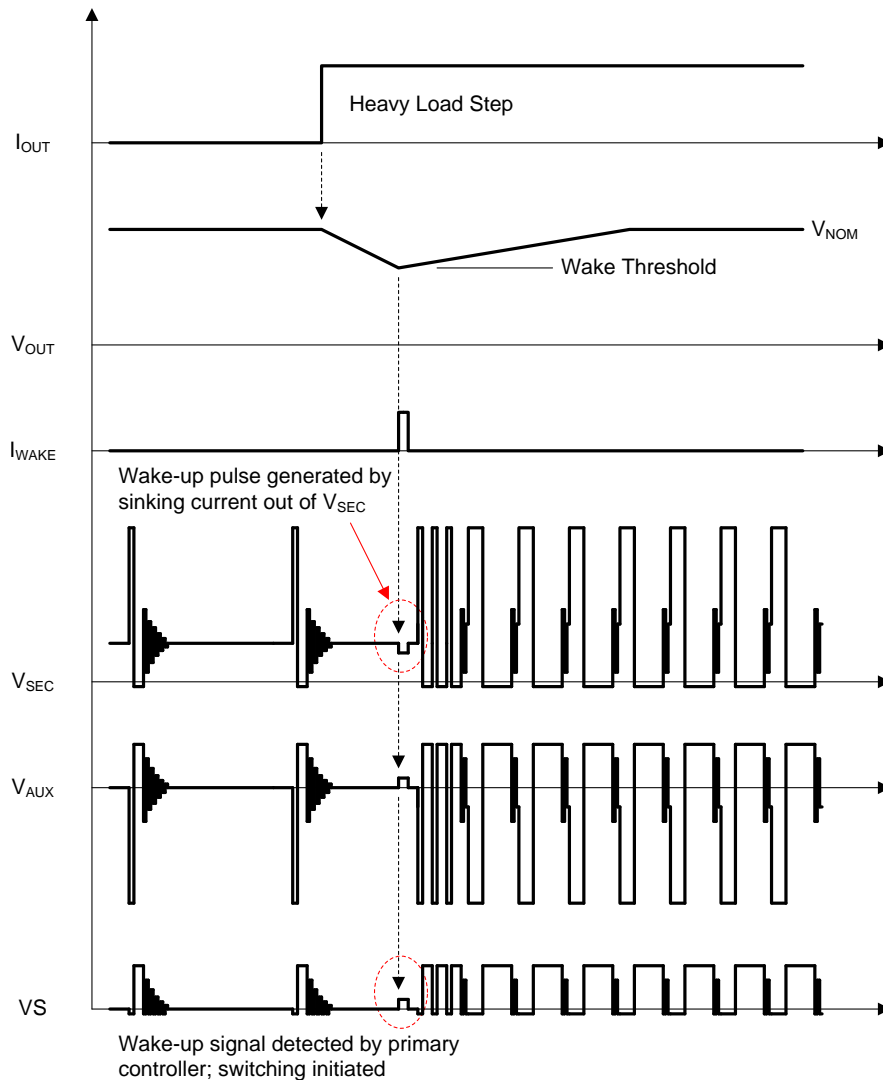 Heavy Load Step
I_OUT
V_NOM
Wake Threshold
V_OUT
I_WAKE
Wake-up pulse generated by
sinking current out of V_SEC
V_SEC
V_AUX
VS
Wake-up signal detected by primary
controller; switching initiated